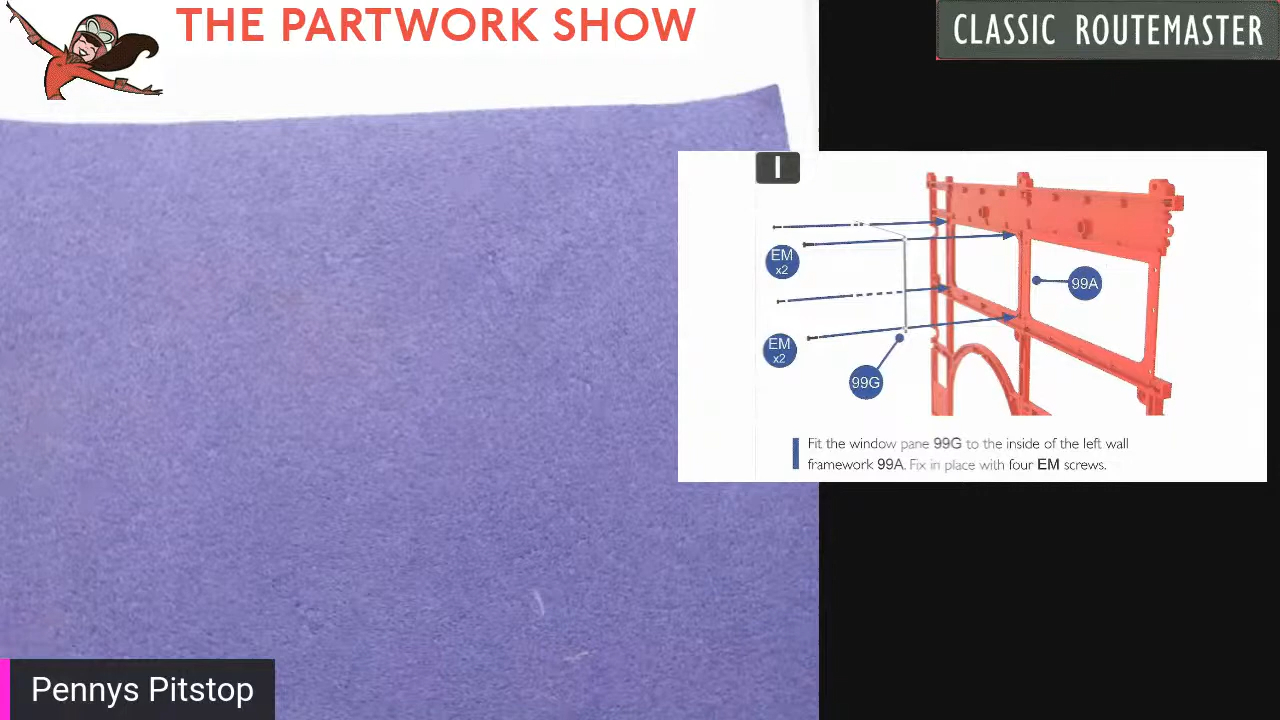 THE PARTWORK SHOW
CLASSIC ROUTEMASTER
I
EM
x2
99A
EM
x2
99G
Fit the window pane 99G to the inside of the left wall
framework 99A. Fix in place with four EM screws.
Pennys Pitstop